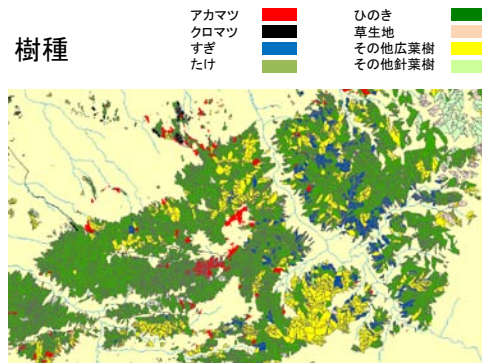 樹種
アカマツ
クロマツ
すぎ
たけ
ひのき
草生地
その他広葉樹
その他針葉樹